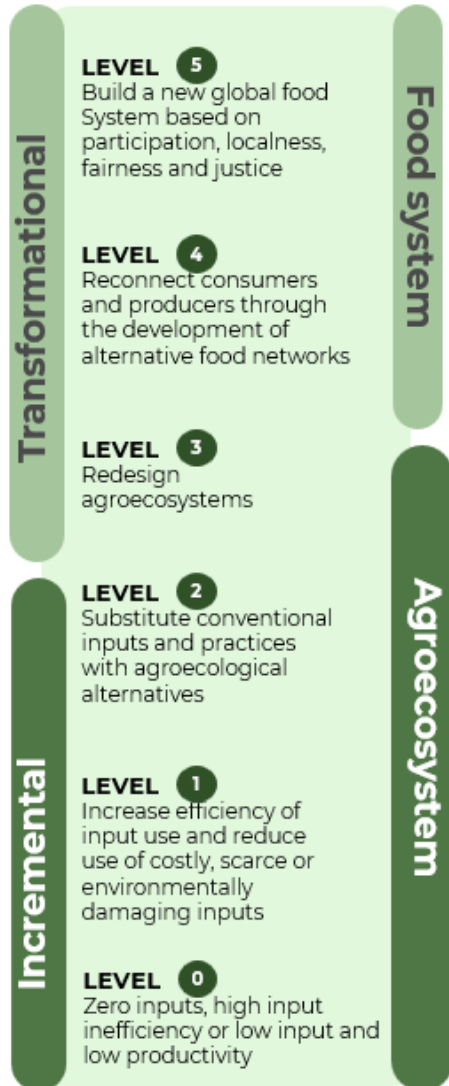 LEVEL 5
Build a new global food
System based on
participation, localness,
fairness and justice
LEVEL 4
Reconnect consumers
and producers through
the development of
alternative food networks
LEVEL 3
Redesign
agroecosystems
LEVEL 2
Substitute conventional
inputs and practices
with agroecological
alternatives
LEVEL 1
Increase efficiency of
input use and reduce
use of costly, scarce or
environmentally
damaging inputs
LEVEL 0
Zero inputs, high input
inefficiency or low input and
low productivity
Transformational
Incremental
Food system
Agroecosystem